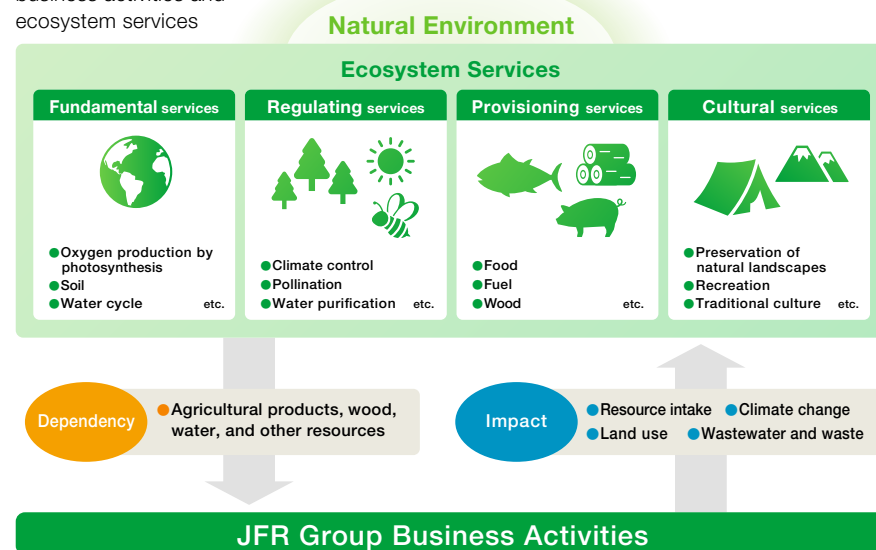 business activities and
ecosystem services
Natural Environment
Ecosystem Services
Fundamental services
●Oxygen production by
photosynthesis
●Soil
●Water cycle etc.
Regulating services
●Climate control
●Pollination
●Water purification etc.
Provisioning services
●Food
●Fuel
●Wood etc.
Cultural services
●Preservation of
natural landscapes
●Recreation
●Traditional culture etc.
Dependency
●Agricultural products, wood,
water, and other resources
Impact
●Resource intake ●Climate change
●Land use ●Wastewater and waste
JFR Group Business Activities